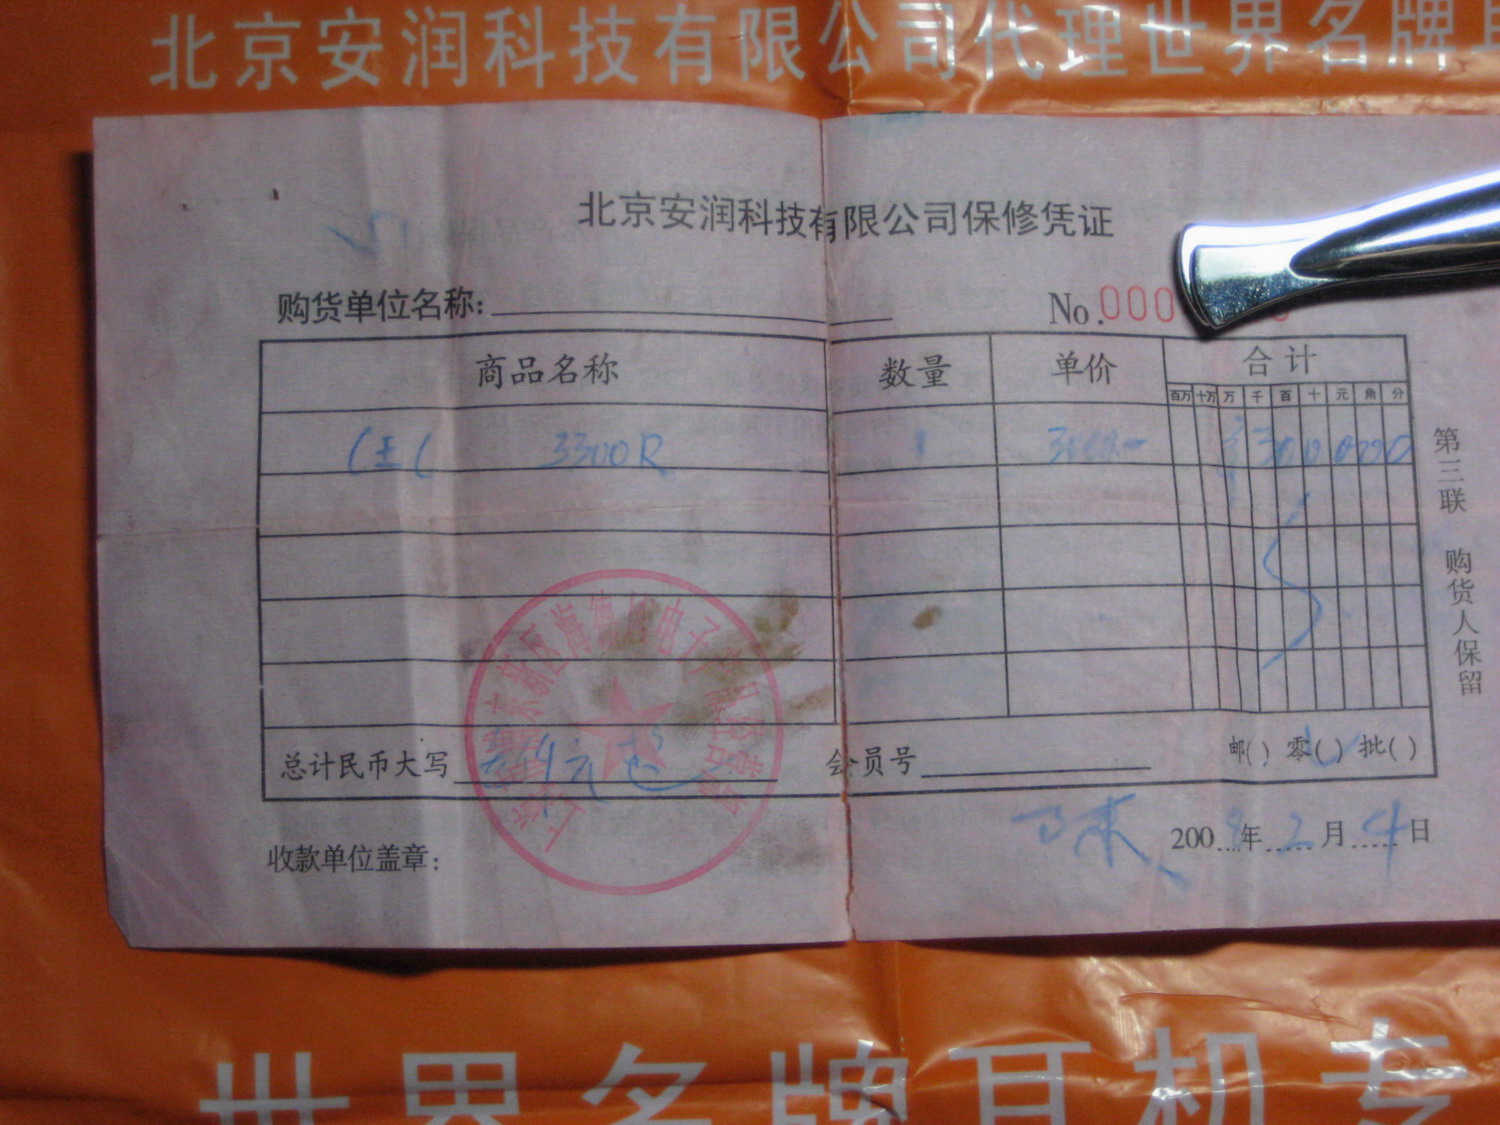 北京安润科技有限公司代理世界名牌耳
北京安润科技有限公司保修凭证
购货单位名称:
No.000
商品名称 数量 单价 合计
百万 十万 万 千 百 十 元 角 分
3300R 1
第三联 购货人保留
总计民币大写 会员号 邮( ) 零( ) 批( )
收款单位盖章: 2008年2月4日
世界名牌耳机专